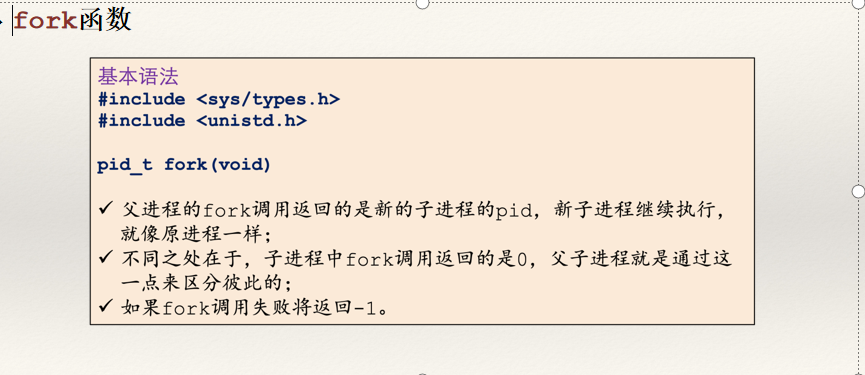 fork函数
基本语法
#include <sys/types.h>
#include <unistd.h>
pid_t fork(void)
✓ 父进程的fork调用返回的是新的子进程的pid，新子进程继续执行，
就像原进程一样；
✓ 不同之处在于，子进程中fork调用返回的是0，父子进程就是通过这
一点来区分彼此的；
✓ 如果fork调用失败将返回-1。